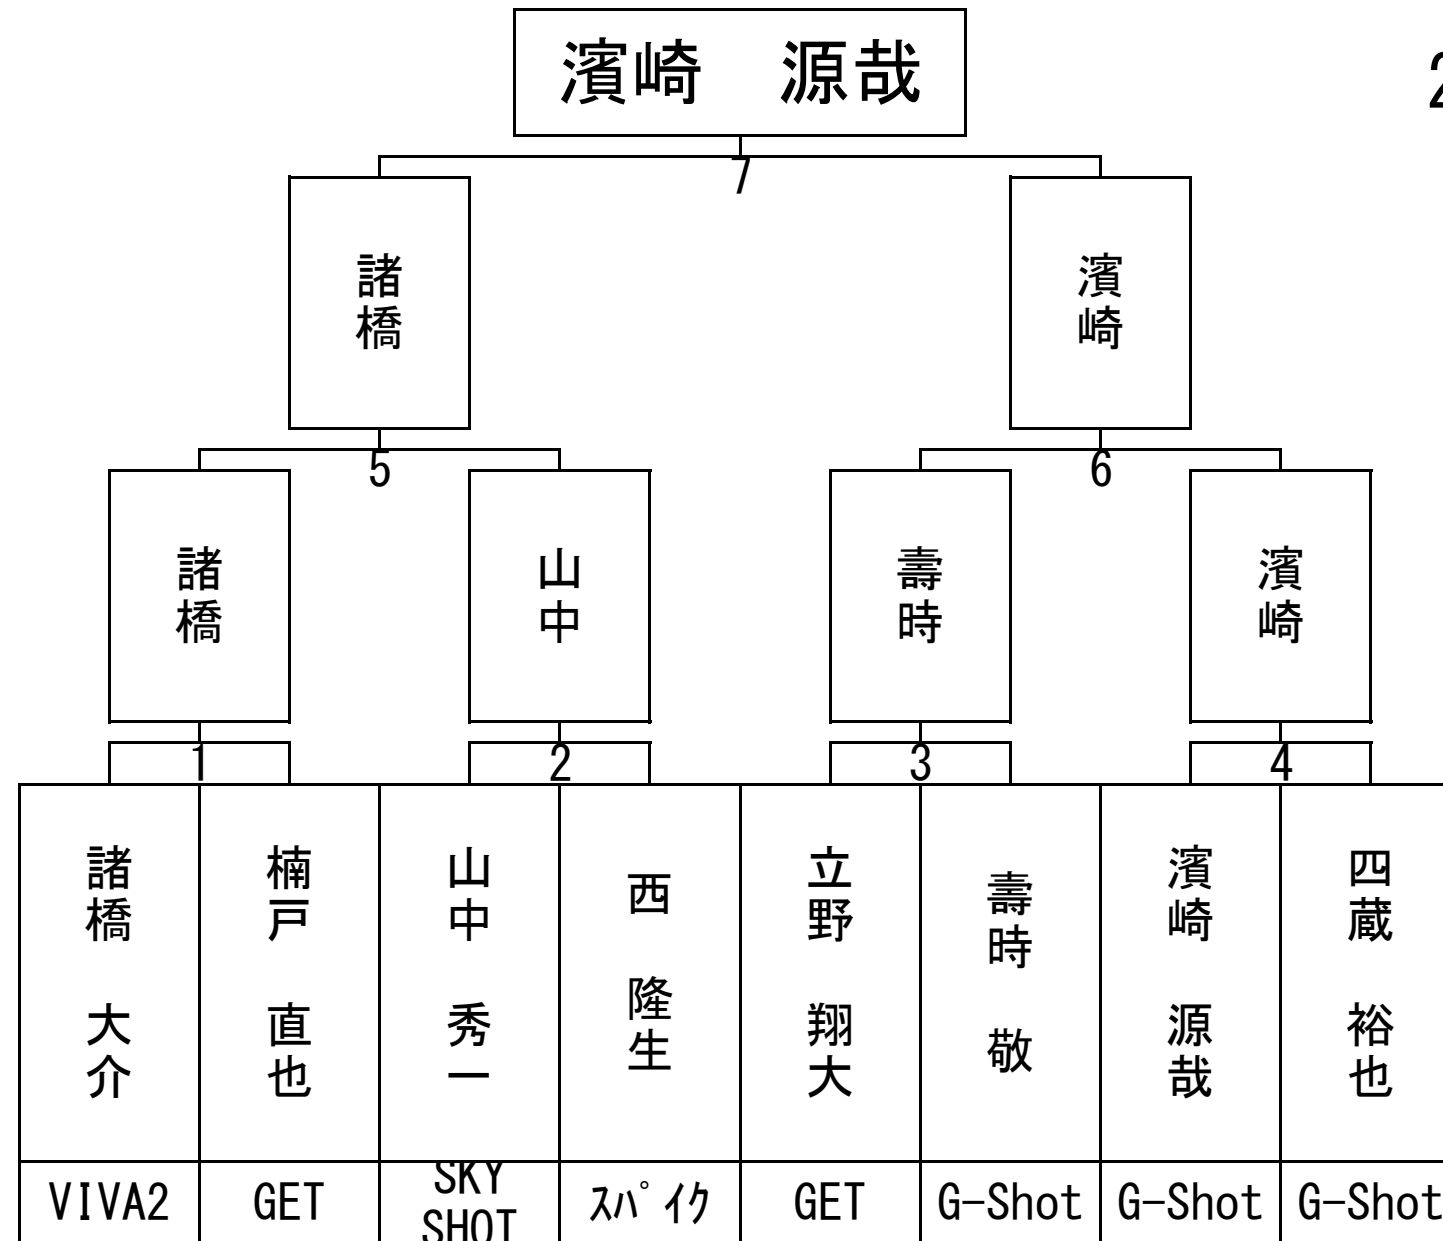 濱崎　源哉
2
7
諸橋
濱崎
5
6
諸橋
山中
壽時
濱崎
1
2
3
4
諸橋　大介
楠戸　直也
山中　秀一
西　隆生
立野　翔大
壽時　敬
濱崎　源哉
四蔵　裕也
VIVA2
GET
SKY
SHOT
ｽﾊﾟｲｸ
GET
G-Shot
G-Shot
G-Shot